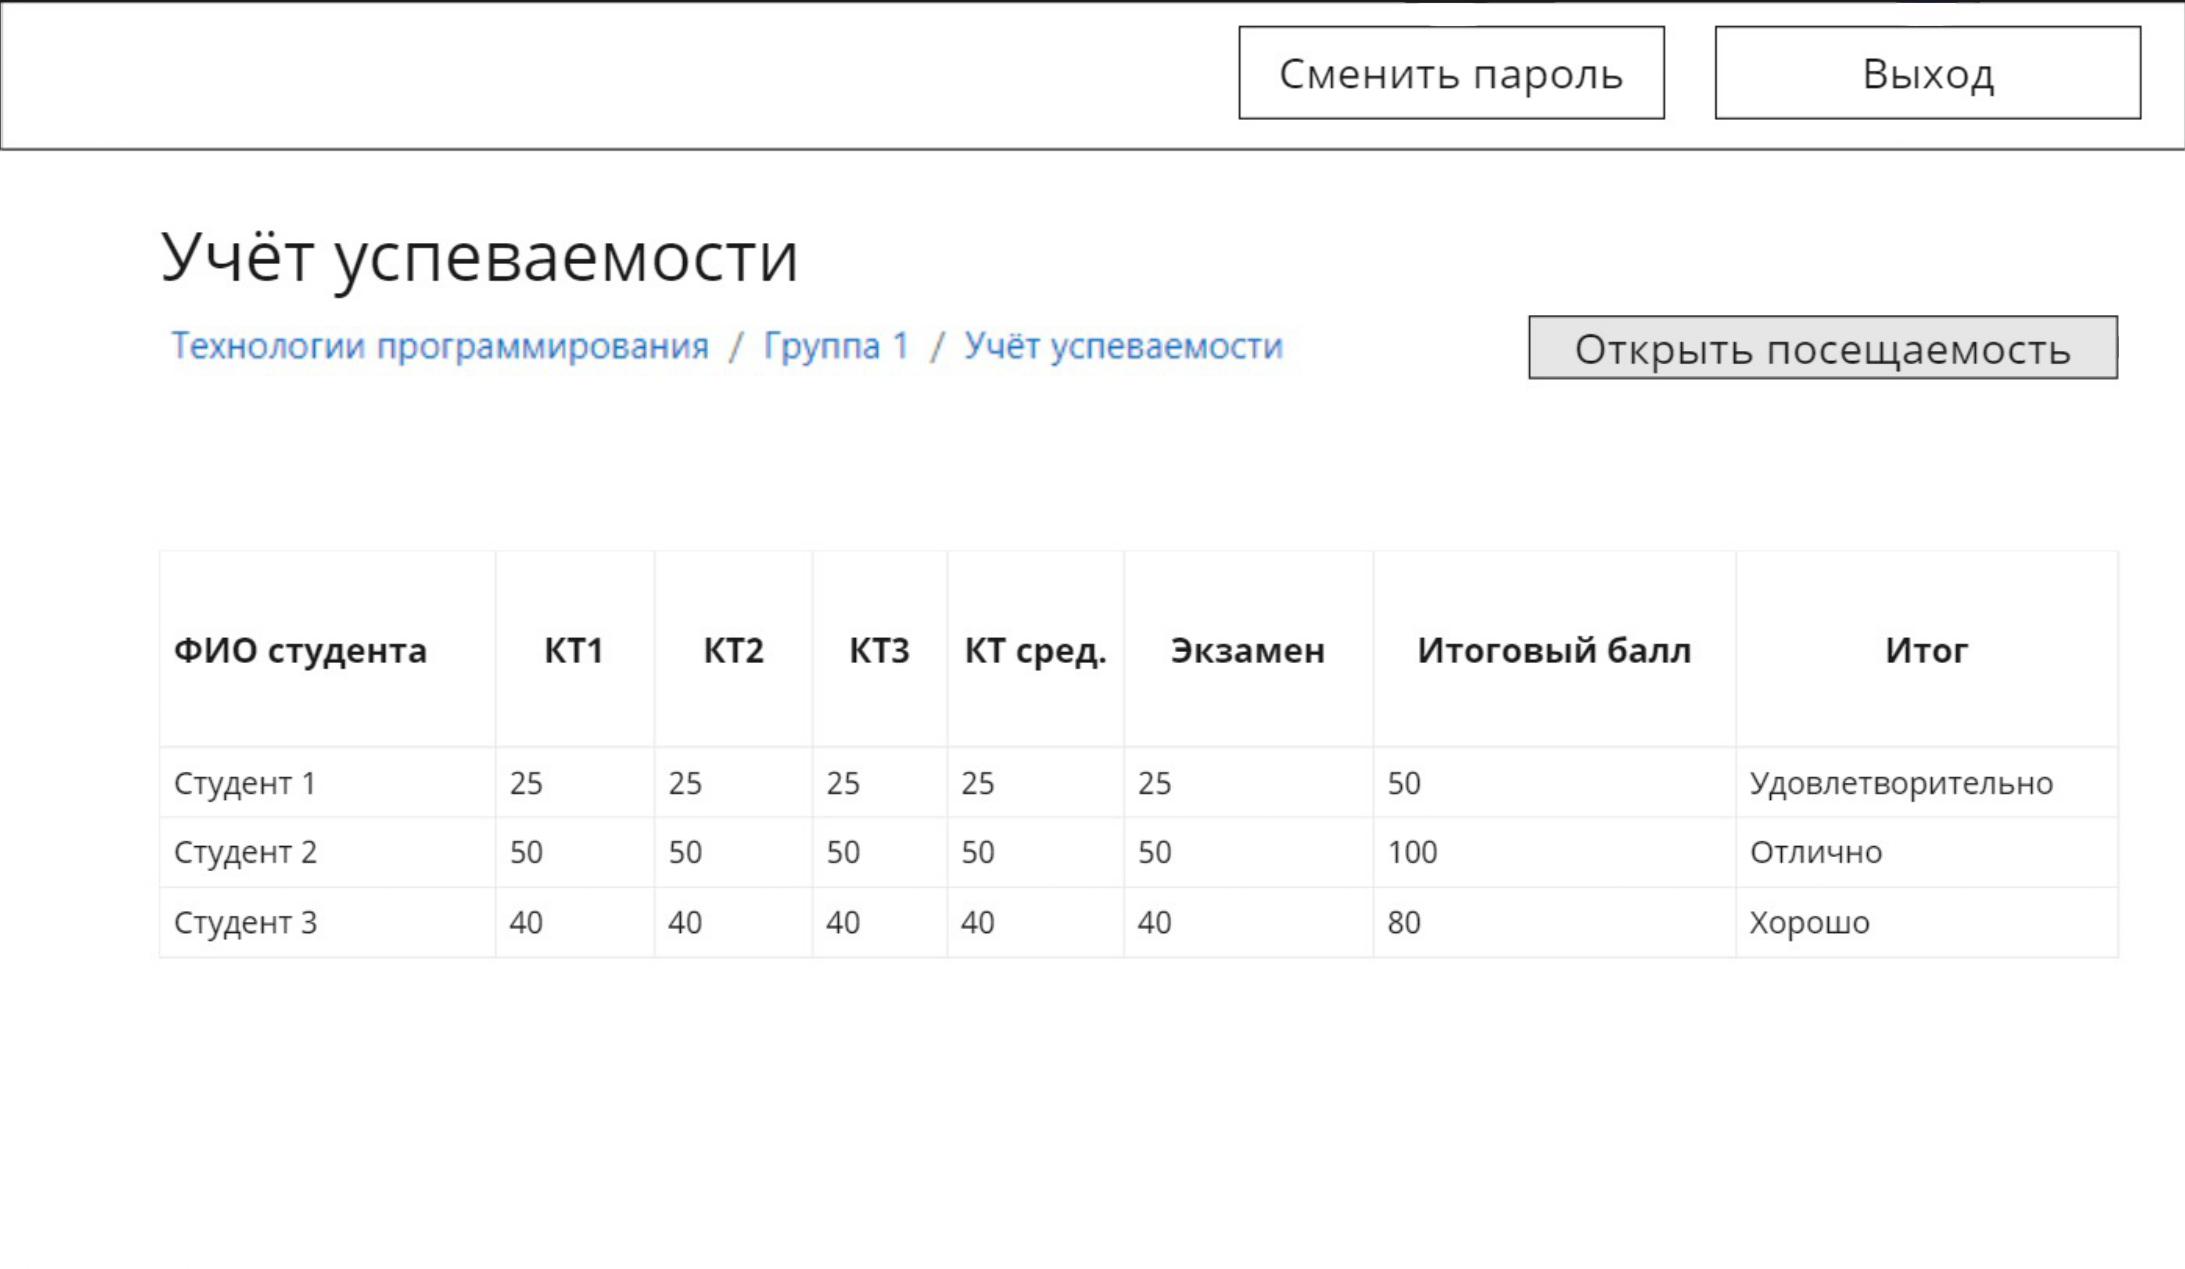 Сменить пароль Выход
Учёт успеваемости
Технологии программирования / Группа 1 / Учёт успеваемости Открыть посещаемость
ФИО студента КТ1 КТ2 КТ3 КТ сред. Экзамен Итоговый балл Итог
Студент 1 25 25 25 25 25 50 Удовлетворительно
Студент 2 50 50 50 50 50 100 Отлично
Студент 3 40 40 40 40 40 80 Хорошо